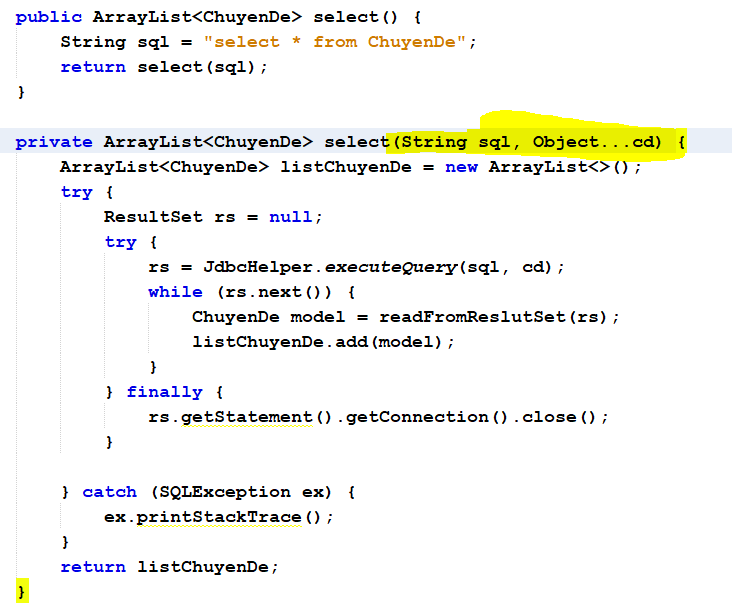 public ArrayList<ChuyenDe> select() {
    String sql = "select * from ChuyenDe";
    return select(sql);
}
private ArrayList<ChuyenDe> select(String sql, Object...cd) {
    ArrayList<ChuyenDe> listChuyenDe = new ArrayList<>();
    try {
        ResultSet rs = null;
        try {
            rs = JdbcHelper.executeQuery(sql, cd);
            while (rs.next()) {
                ChuyenDe model = readFromReslutSet(rs);
                listChuyenDe.add(model);
            }
        } finally {
            rs.getStatement().getConnection().close();
        }
    } catch (SQLException ex) {
        ex.printStackTrace();
    }
    return listChuyenDe;
}